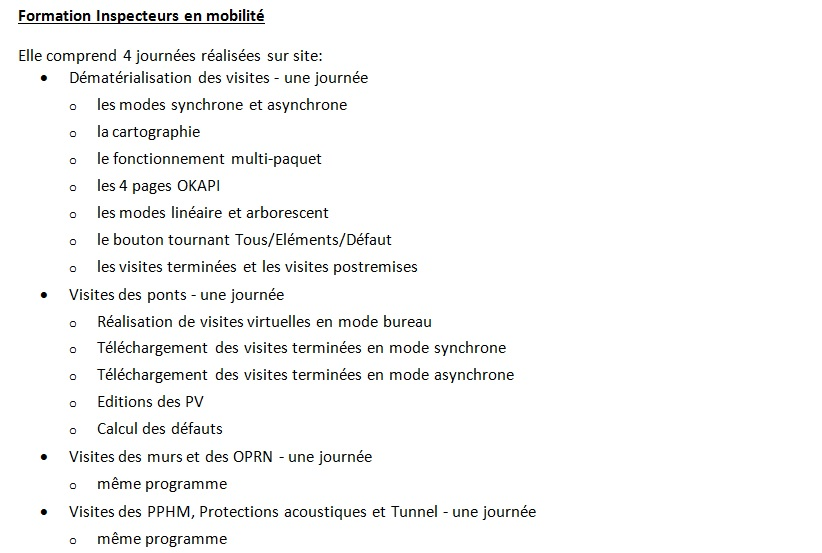 Formation Inspecteurs en mobilité
Elle comprend 4 journées réalisées sur site:
• Dématérialisation des visites - une journée
o les modes synchrone et asynchrone
o la cartographie
o le fonctionnement multi-paquet
o les 4 pages OKAPI
o les modes linéaire et arborescent
o le bouton tournant Tous/Eléments/Défaut
o les visites terminées et les visites postremises
• Visites des ponts - une journée
o Réalisation de visites virtuelles en mode bureau
o Téléchargement des visites terminées en mode synchrone
o Téléchargement des visites terminées en mode asynchrone
o Editions des PV
o Calcul des défauts
• Visites des murs et des OPRN - une journée
o même programme
• Visites des PPHM, Protections acoustiques et Tunnel - une journée
o même programme